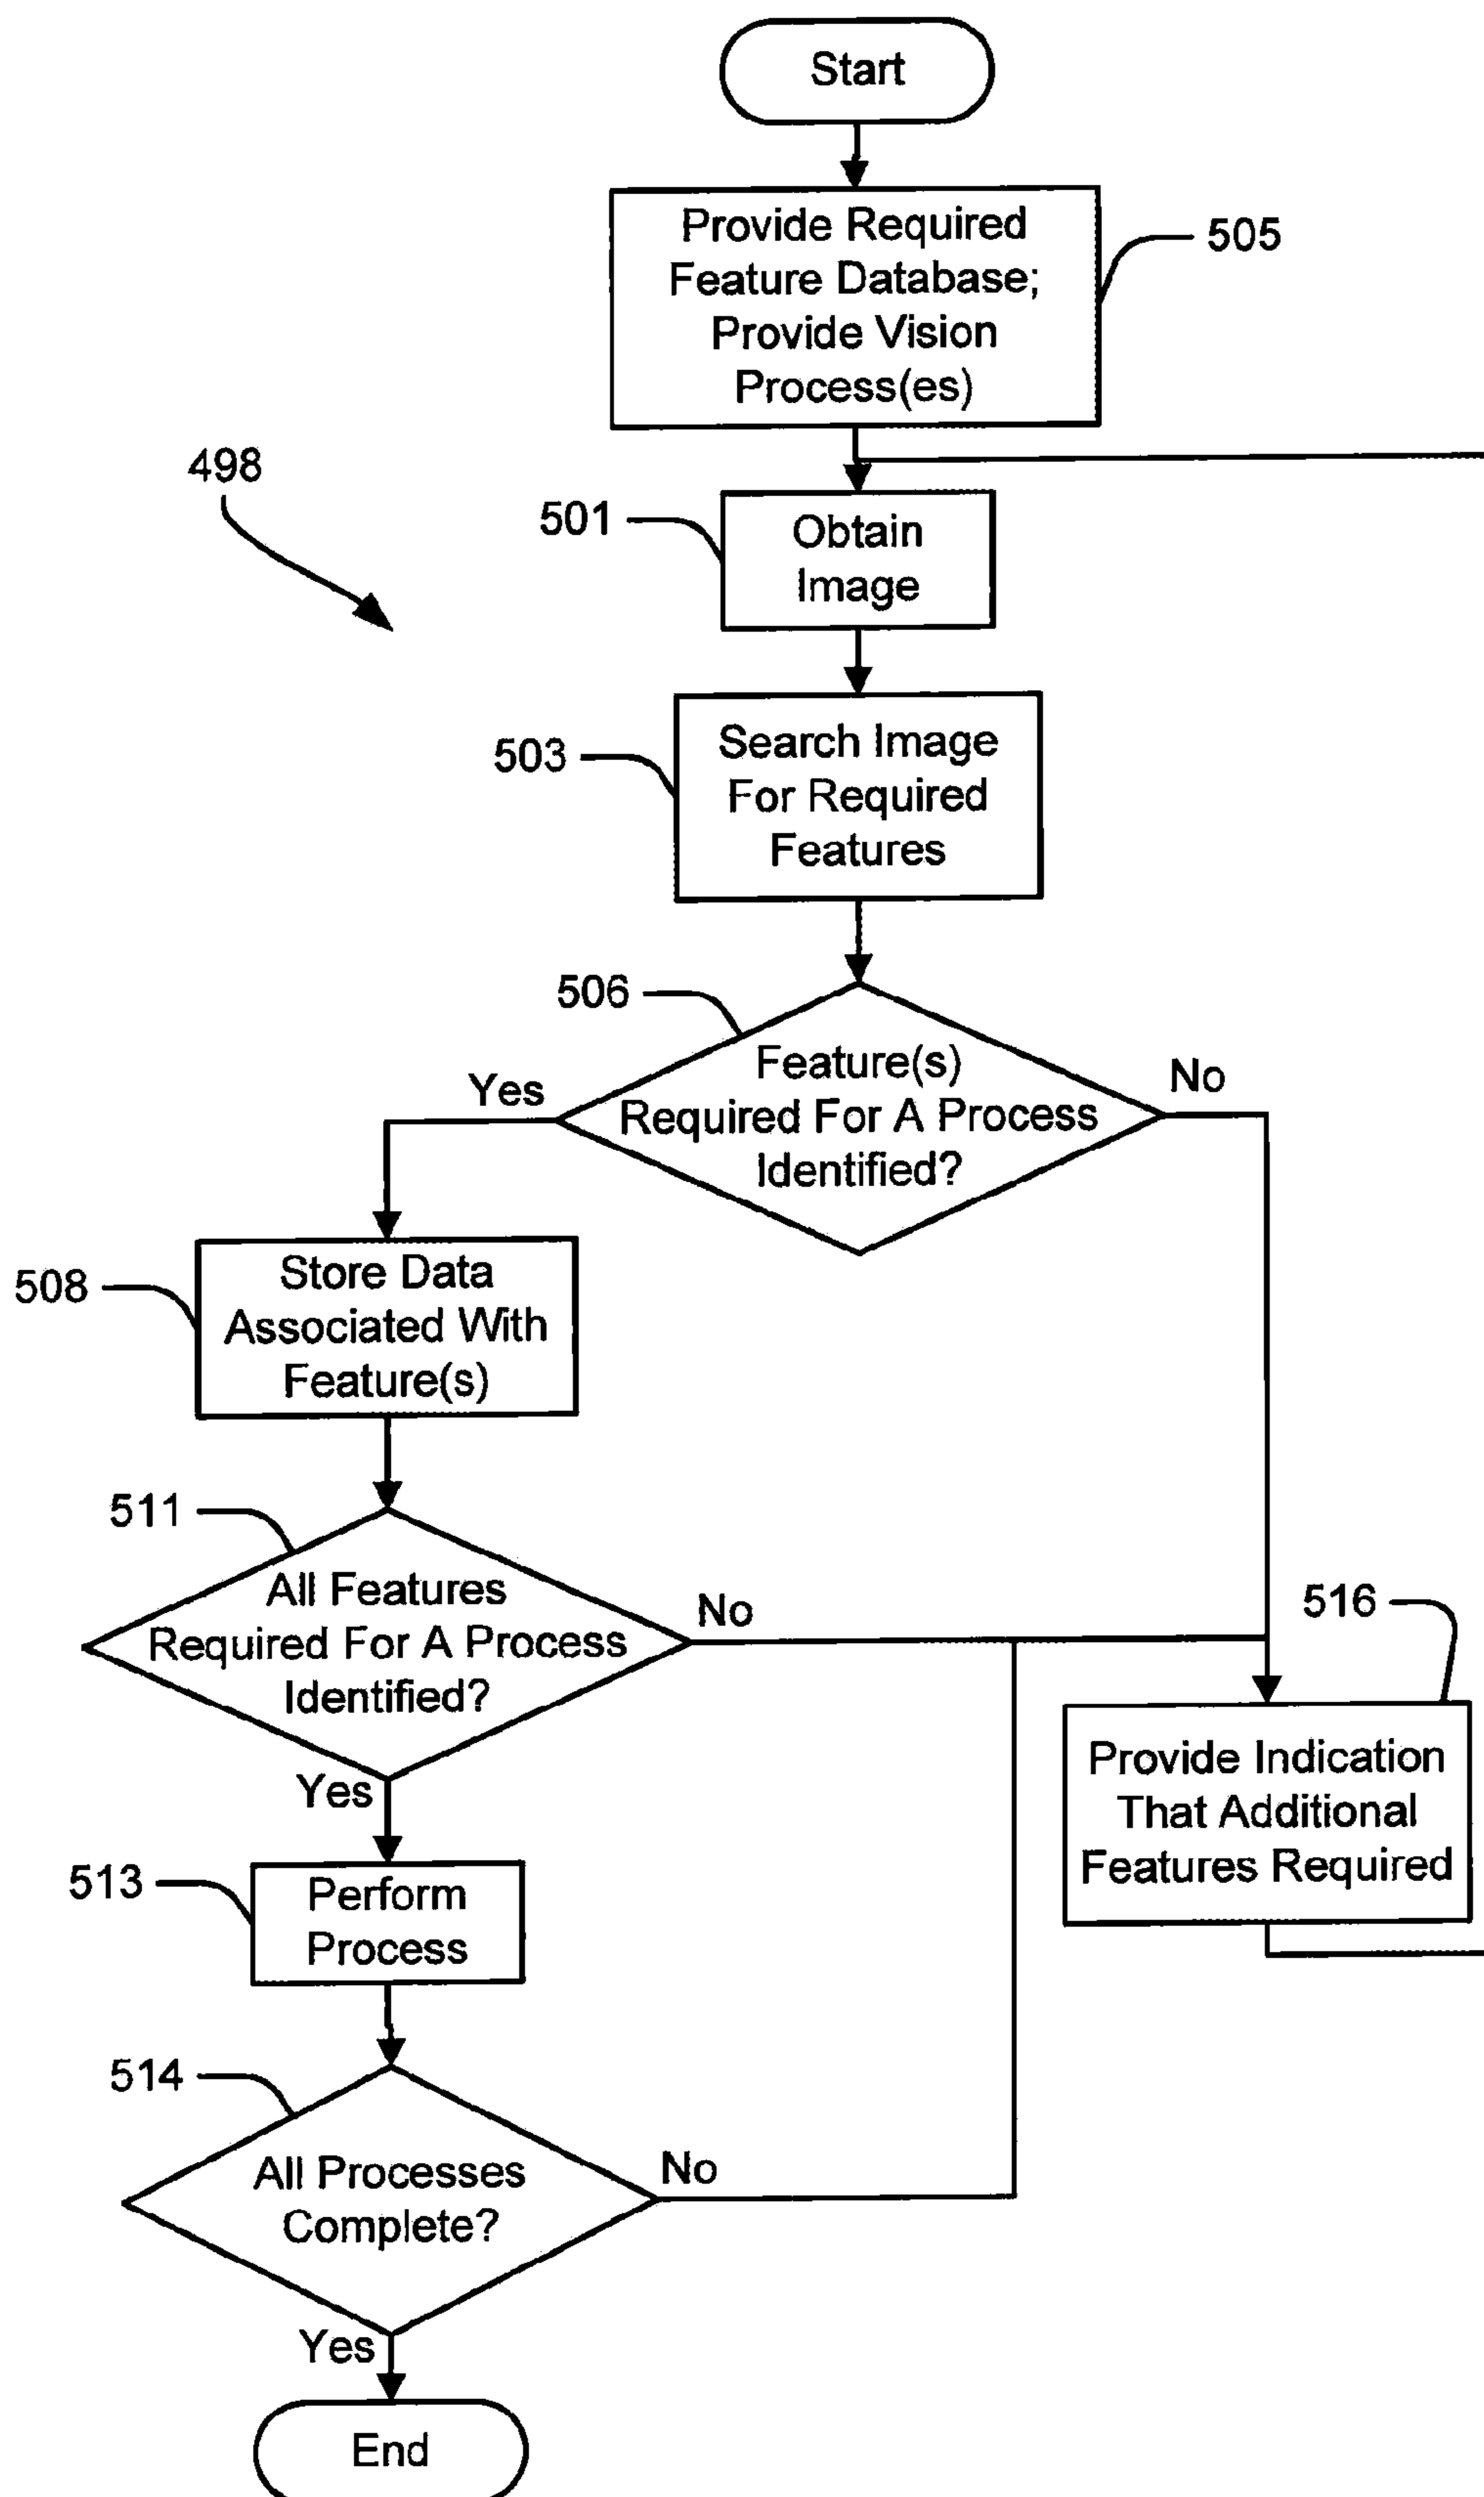 Start
Provide Required
Feature Database;
Provide Vision
Process(es)
505
498
501
Obtain
Image
503
Search Image
For Required
Features
506
Feature(s)
Required For A Process
Identified?
Yes
No
508
Store Data
Associated With
Feature(s)
511
All Features
Required For A Process
Identified?
No
Yes
516
Provide Indication
That Additional
Features Required
513
Perform
Process
514
All Processes
Complete?
No
Yes
End